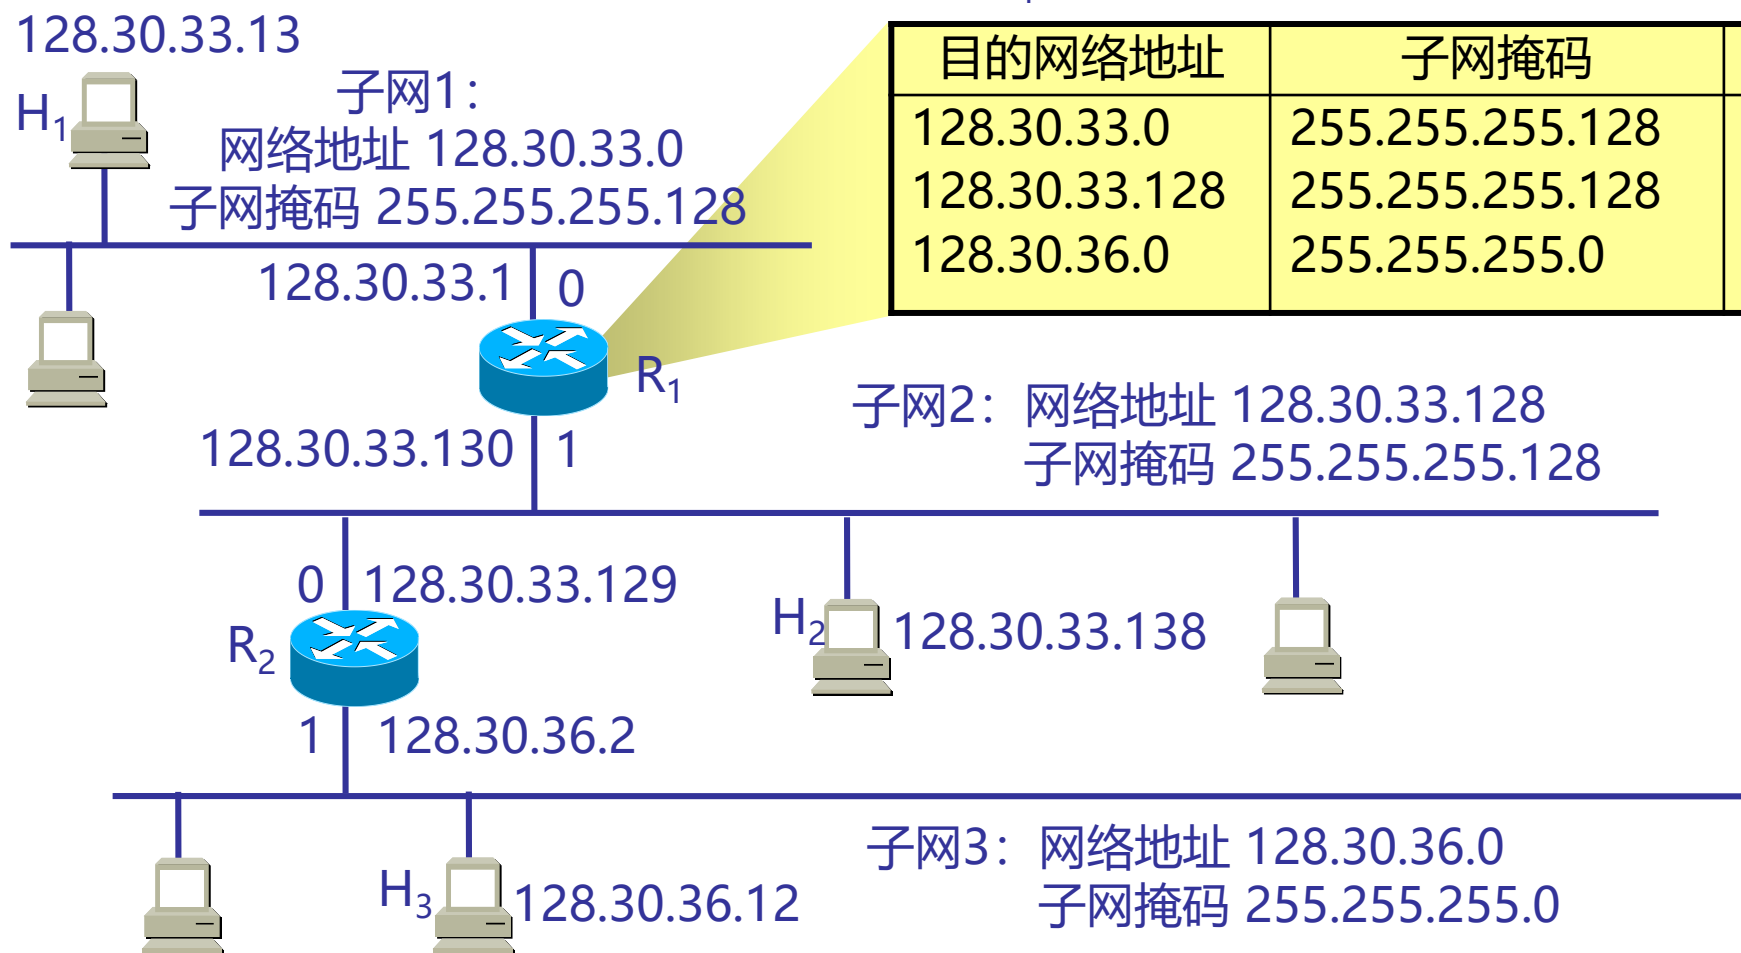 128.30.33.13
H1
子网1：
网络地址 128.30.33.0
子网掩码 255.255.255.128
目的网络地址 子网掩码
128.30.33.0 255.255.255.128
128.30.33.128 255.255.255.128
128.30.36.0 255.255.255.0
128.30.33.1 0
R1
128.30.33.130 1
子网2：网络地址 128.30.33.128
子网掩码 255.255.255.128
0 128.30.33.129
R2
H2 128.30.33.138
1 128.30.36.2
子网3：网络地址 128.30.36.0
子网掩码 255.255.255.0
H3 128.30.36.12